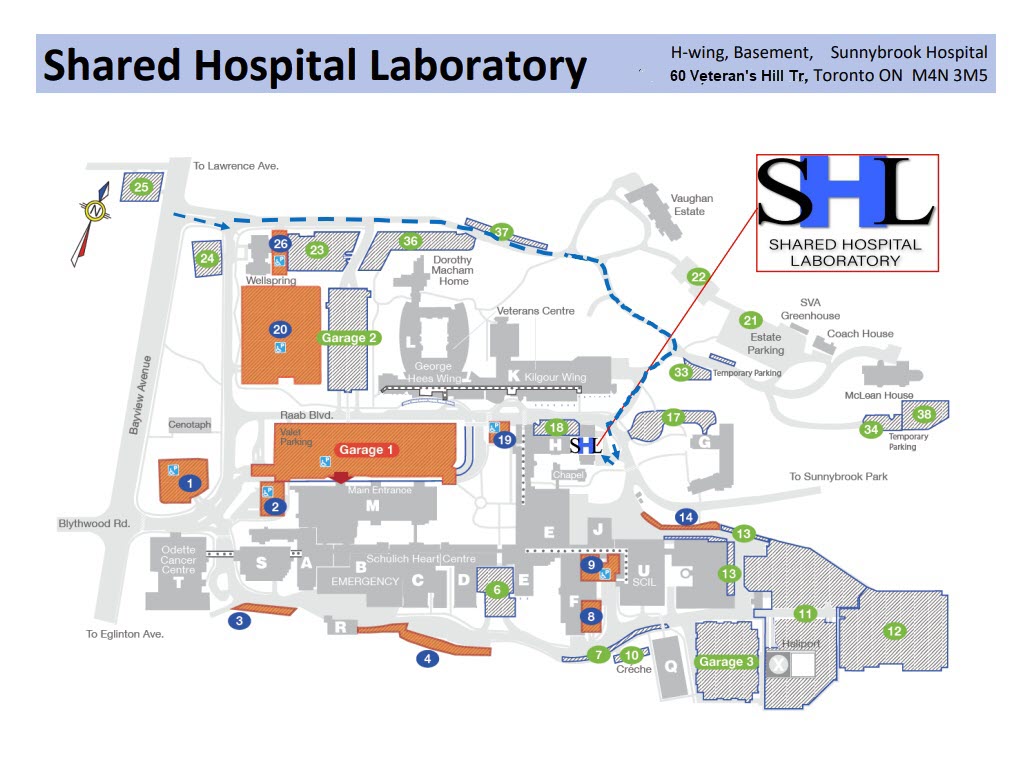 Shared Hospital Laboratory
H-wing, Basement, Sunnybrook Hospital
60 Veteran's Hill Tr, Toronto ON M4N 3M5
To Lawrence Ave.
25
N
SHL
SHARED HOSPITAL
LABORATORY
Vaughan
Estate
24
26
23
36
37
Wellspring
Dorothy
Macham
Home
22
20
Garage 2
Veterans Centre
SVA
Greenhouse
21
Estate
Parking
Coach House
L
George
Hees Wing
K
Kilgour Wing
33
Temporary Parking
McLean House
Bayview Avenue
Raab Blvd.
Cenotaph
Valet
Parking
Garage 1
19
18
H
SHL
17
G
34
38
Temporary
Parking
1
2
Main Entrance
M
Chapel
To Sunnybrook Park
Blythwood Rd.
E
J
14
13
Odette
Cancer
Centre
T
S
A
B
Schulich Heart Centre
EMERGENCY
C
D
E
6
9
U
SCIL
13
F
8
11
12
3
R
4
7
10
Crèche
Q
Garage 3
Heliport
X
To Eglinton Ave.